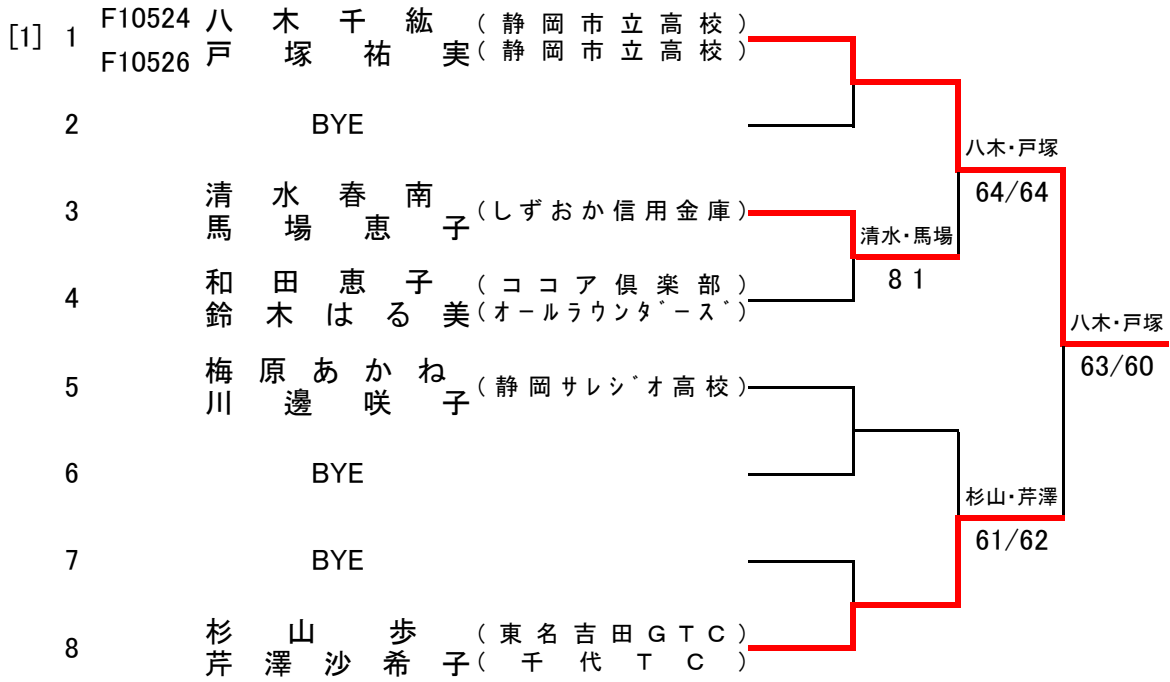 [1] 1 F10524 八木千紘 (静岡市立高校)
F10526 戸塚祐実 (静岡市立高校)
2 BYE
八木・戸塚
64/64
3 清水春南
馬場恵子 (しずおか信用金庫)
清水・馬場
81
4 和田恵子 (ココア倶楽部)
鈴木はる美 (オールラウンダーズ)
八木・戸塚
63/60
5 梅原あかね
川邊咲子 (静岡サレジオ高校)
6 BYE
杉山・芹澤
61/62
7 BYE
8 杉山歩 (東名吉田GTC)
芹澤沙希子 (千代TC)